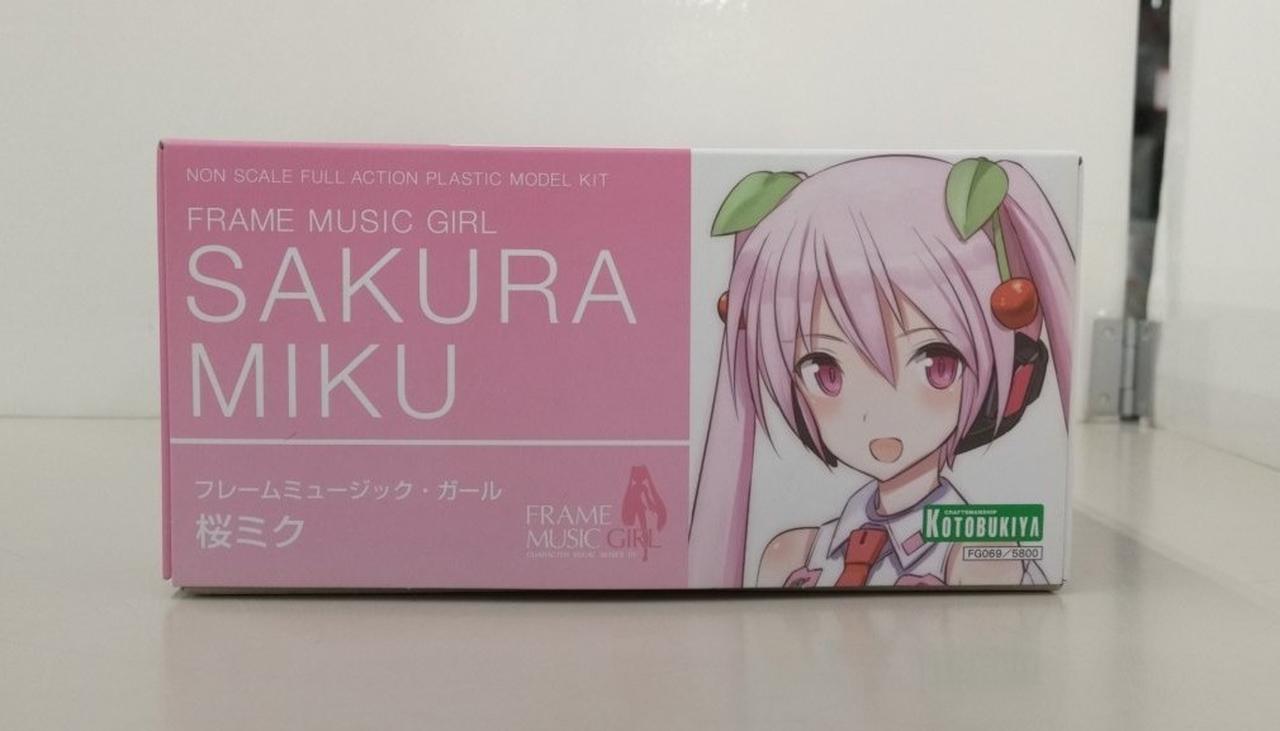 NON SCALE FULL ACTION PLASTIC MODEL KIT
FRAME MUSIC GIRL
SAKURA
MIKU
フレームミュージック・ガール
桜ミク
FRAME
MUSIC GIRL
CRAFTSMANSHIP
KOTOBUKIYA
FG069/5800